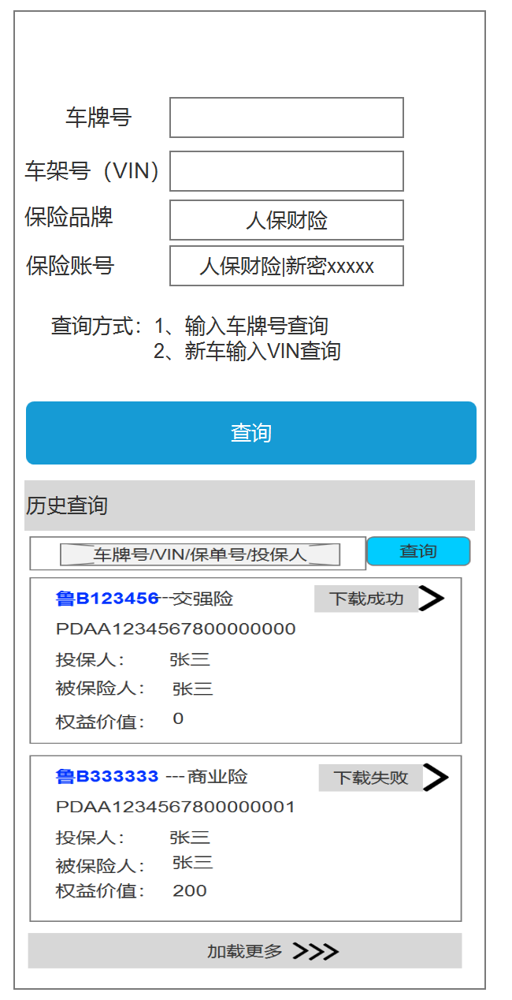 车牌号
车架号（VIN）
保险品牌 人保财险
保险账号 人保财险|新密xxxxx
查询方式：1、输入车牌号查询
2、新车输入VIN查询
查询
历史查询
车牌号/VIN/保单号/投保人 查询
鲁B123456---交强险 下载成功
PDAA1234567800000000
投保人： 张三
被保险人： 张三
权益价值： 0
鲁B333333 ---商业险 下载失败
PDAA1234567800000001
投保人： 张三
被保险人： 张三
权益价值： 200
加载更多